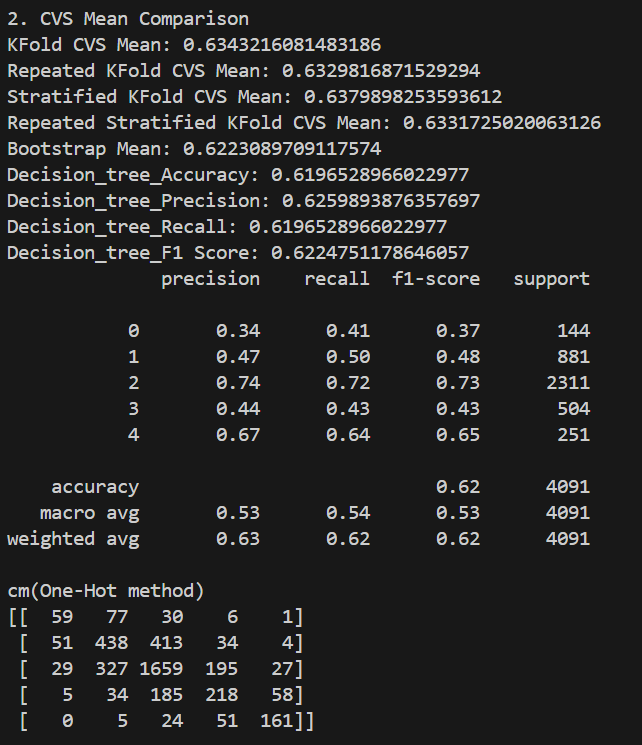 2. CVS Mean Comparison
KFold CVS Mean: 0.6343216081483186
Repeated KFold CVS Mean: 0.6329816871529294
Stratified KFold CVS Mean: 0.6379898253593612
Repeated Stratified KFold CVS Mean: 0.6331725020063126
Bootstrap Mean: 0.6223089709117574
Decision_tree_Accuracy: 0.6196528966022977
Decision_tree_Precision: 0.6259893876357697
Decision_tree_Recall: 0.6196528966022977
Decision_tree_F1 Score: 0.6224751178646057
precision recall f1-score support
0 0.34 0.41 0.37 144
1 0.47 0.50 0.48 881
2 0.74 0.72 0.73 2311
3 0.44 0.43 0.43 504
4 0.67 0.64 0.65 251
accuracy 0.62 4091
macro avg 0.53 0.54 0.53 4091
weighted avg 0.63 0.62 0.62 4091
cm(One-Hot method)
[[ 59 77 30 6 1]
[ 51 438 413 34 4]
[ 29 327 1659 195 27]
[ 5 34 185 218 58]
[ 0 5 24 51 161]]